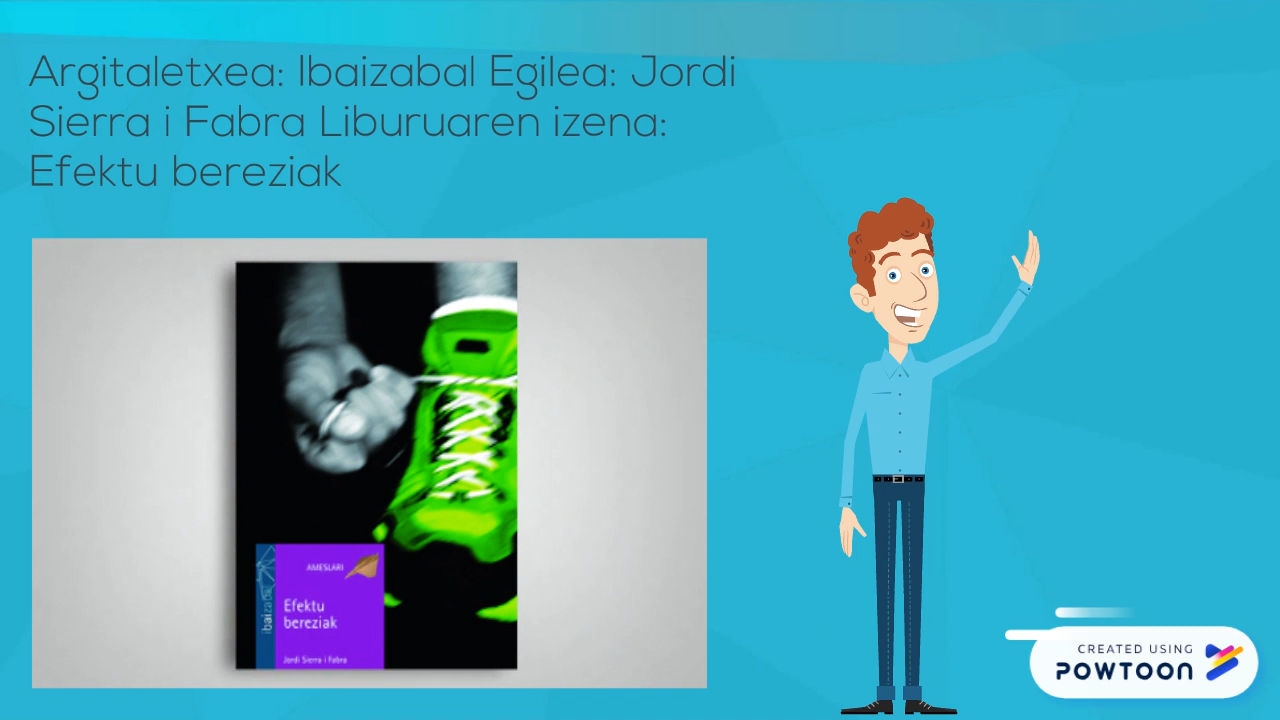 Argitaletxea: Ibaizabal Egilea: Jordi
Sierra i Fabra Liburuaren izena:
Efektu bereziak
AMESLARI
ibaizabal
Efektu
bereziak
Jordi Sierra i Fabra
CREATED USING
POWTOON